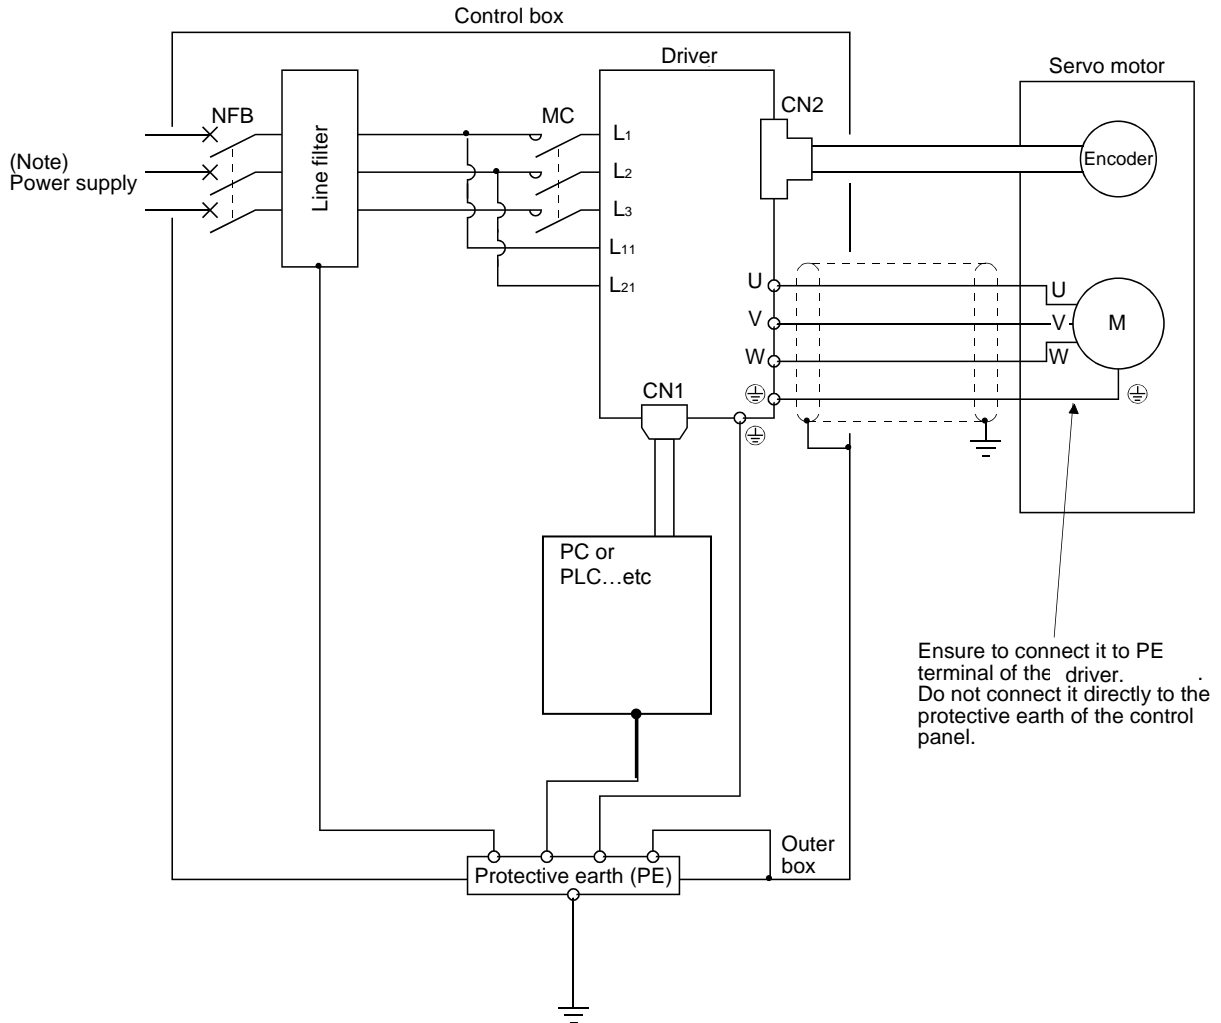 Control box
Driver
Servo motor
NFB
MC
CN2
(Note)
Power supply
Line filter
L1
L2
L3
L11
L21
Encoder
U
V
W
U
V
W
M
CN1
PC or
PLC...etc
Ensure to connect it to PE
terminal of the driver. .
Do not connect it directly to the
protective earth of the control
panel.
Outer
box
Protective earth (PE)